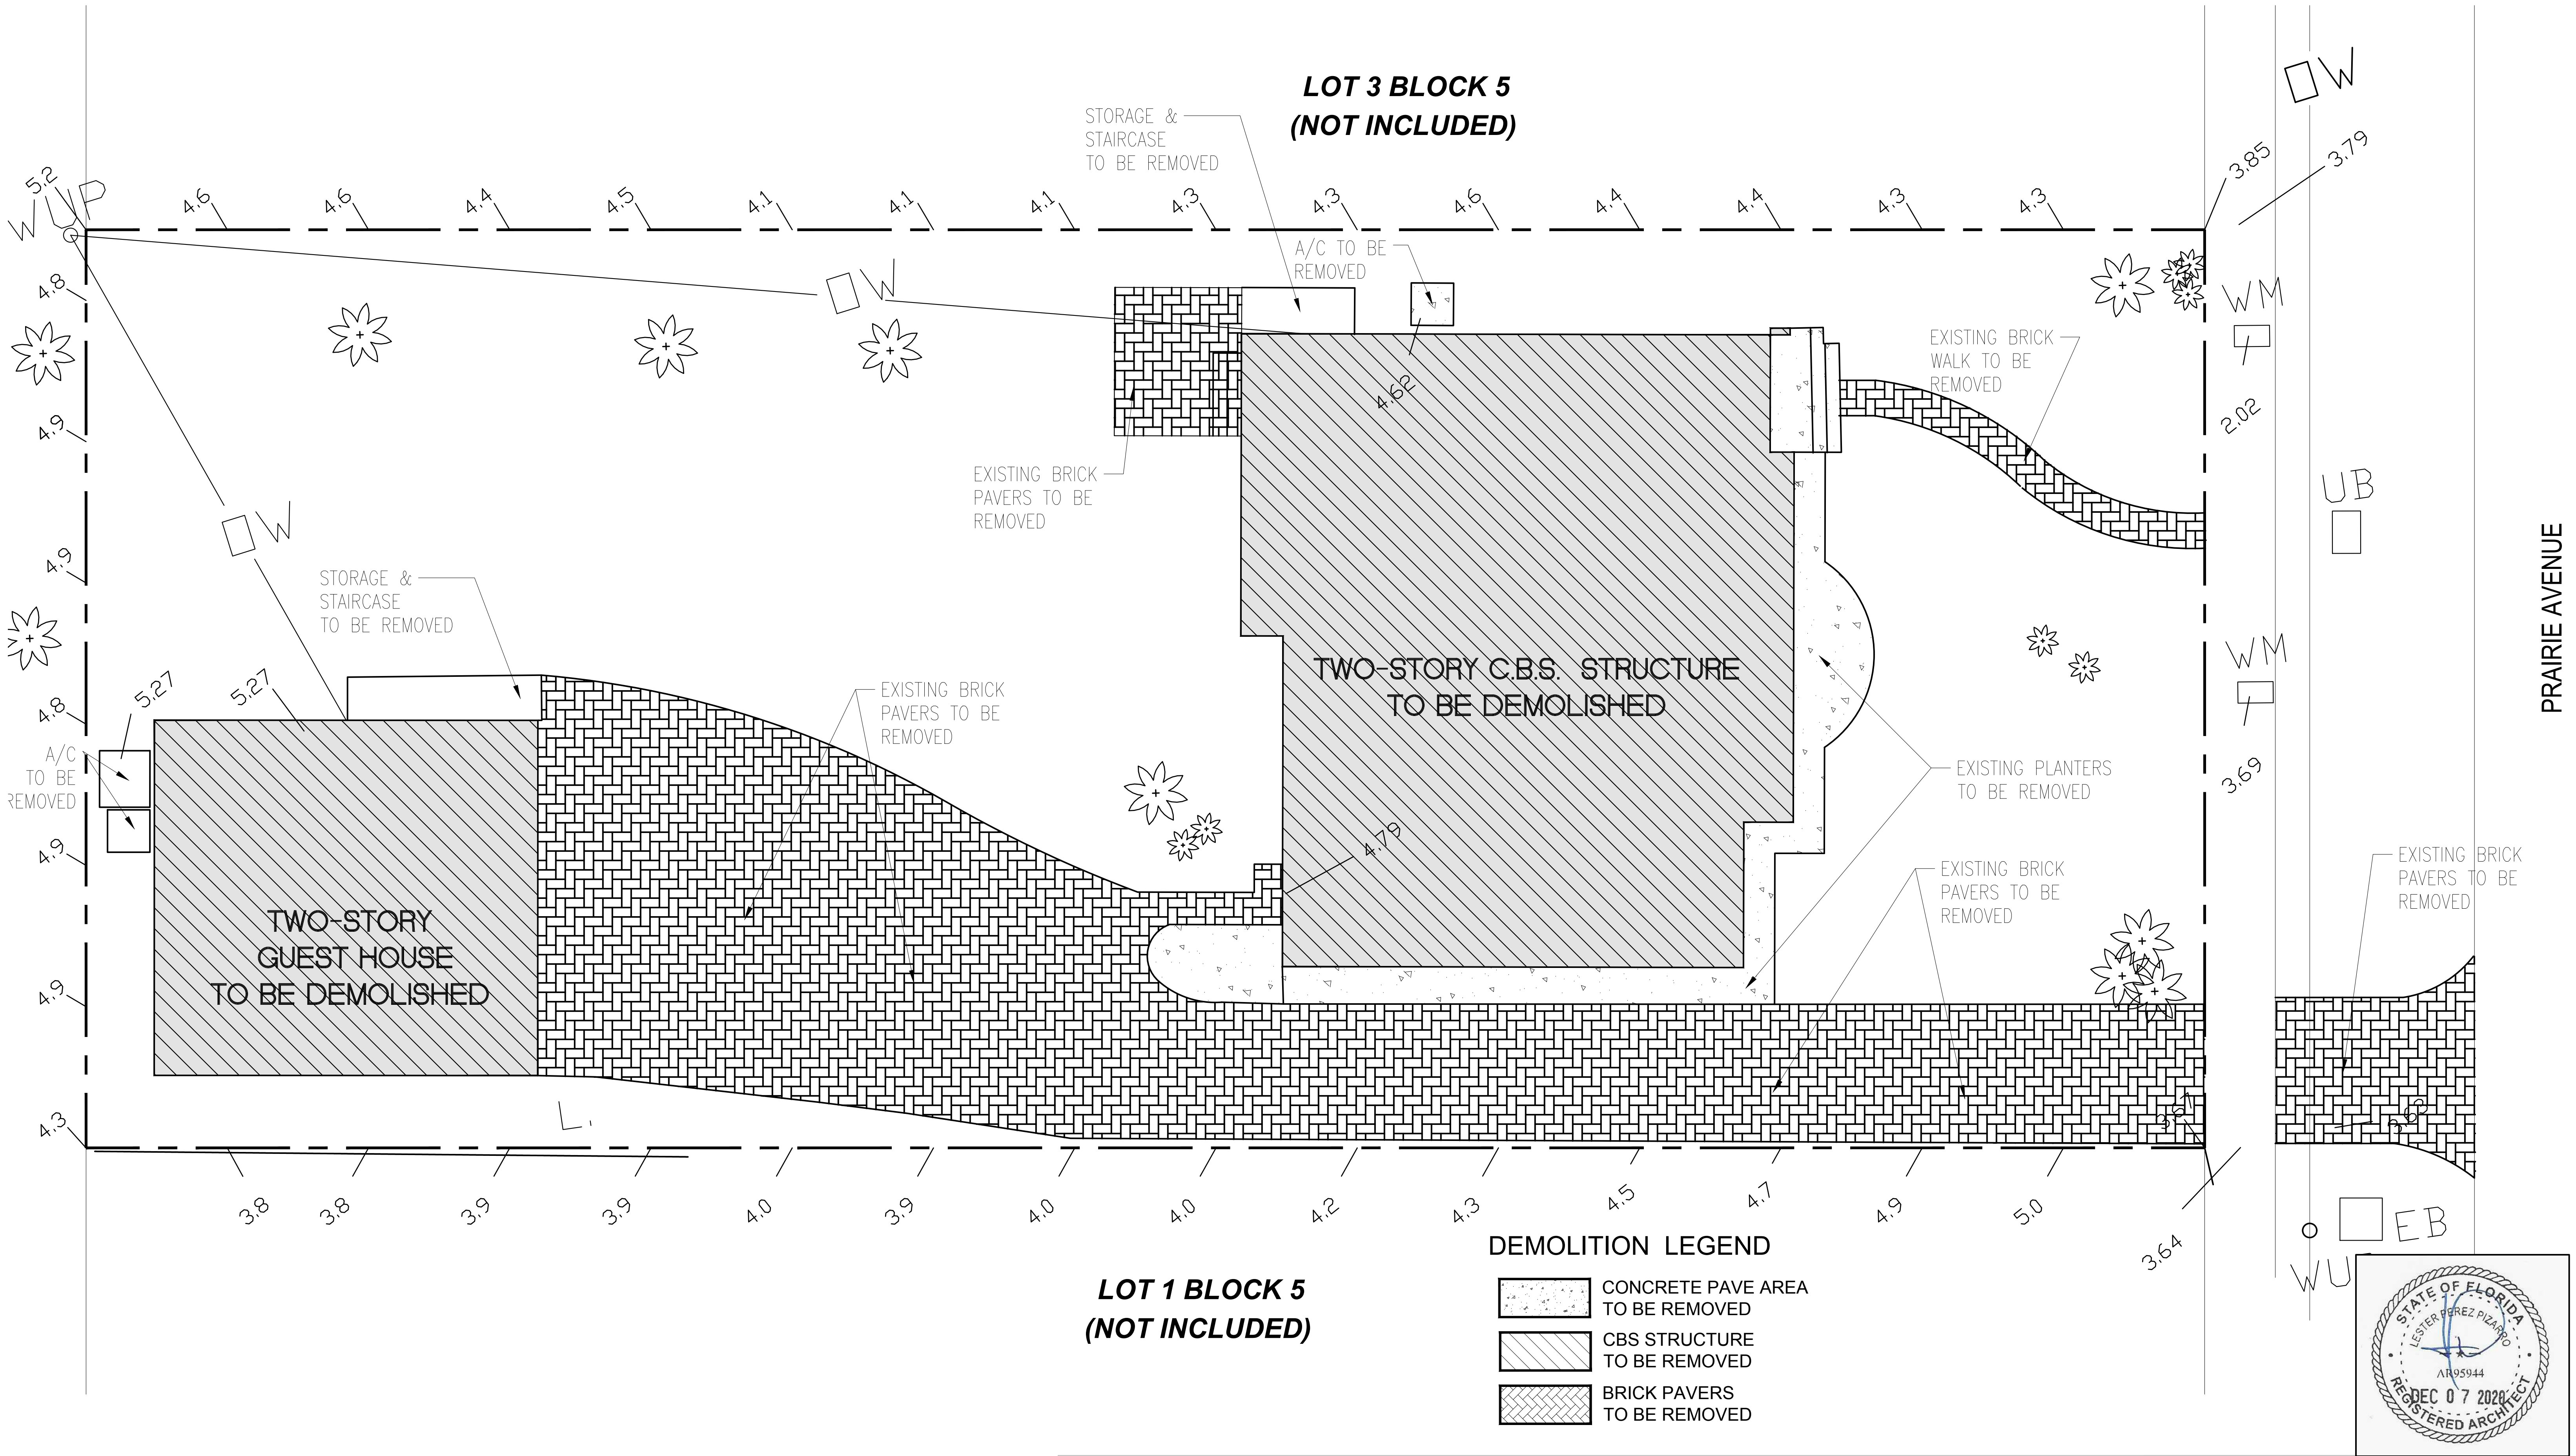 LOT 3 BLOCK 5
(NOT INCLUDED)
STORAGE &
STAIRCASE
TO BE REMOVED
W
3.85
3.79
5.2
W UP
4.6
4.6
4.4
4.5
4.1
4.1
4.1
4.3
4.3
4.6
4.4
4.4
4.3
4.3
A/C TO BE
REMOVED
W
4.8
WM
EXISTING BRICK
WALK TO BE
REMOVED
4.62
2.02
4.9
EXISTING BRICK
PAVERS TO BE
REMOVED
UB
W
4.9
PRAIRIE AVENUE
STORAGE &
STAIRCASE
TO BE REMOVED
TWO-STORY C.B.S. STRUCTURE
TO BE DEMOLISHED
WM
5.27
5.27
4.8
EXISTING BRICK
PAVERS TO BE
REMOVED
A/C
TO BE
REMOVED
EXISTING PLANTERS
TO BE REMOVED
3.69
4.79
4.9
EXISTING BRICK
PAVERS TO BE
REMOVED
EXISTING BRICK
PAVERS TO BE
REMOVED
TWO-STORY
GUEST HOUSE
TO BE DEMOLISHED
4.9
L.
4.3
3.67
3.63
3.8
3.8
3.9
3.9
4.0
3.9
4.0
4.0
4.2
4.3
4.5
4.7
4.9
5.0
3.64
EB
WU
DEMOLITION LEGEND
CONCRETE PAVE AREA
TO BE REMOVED
CBS STRUCTURE
TO BE REMOVED
BRICK PAVERS
TO BE REMOVED
LOT 1 BLOCK 5
(NOT INCLUDED)
STATE OF FLORIDA
LESTER PEREZ PIZARRO
AR95944
DEC 07 2020
REGISTERED ARCHITECT